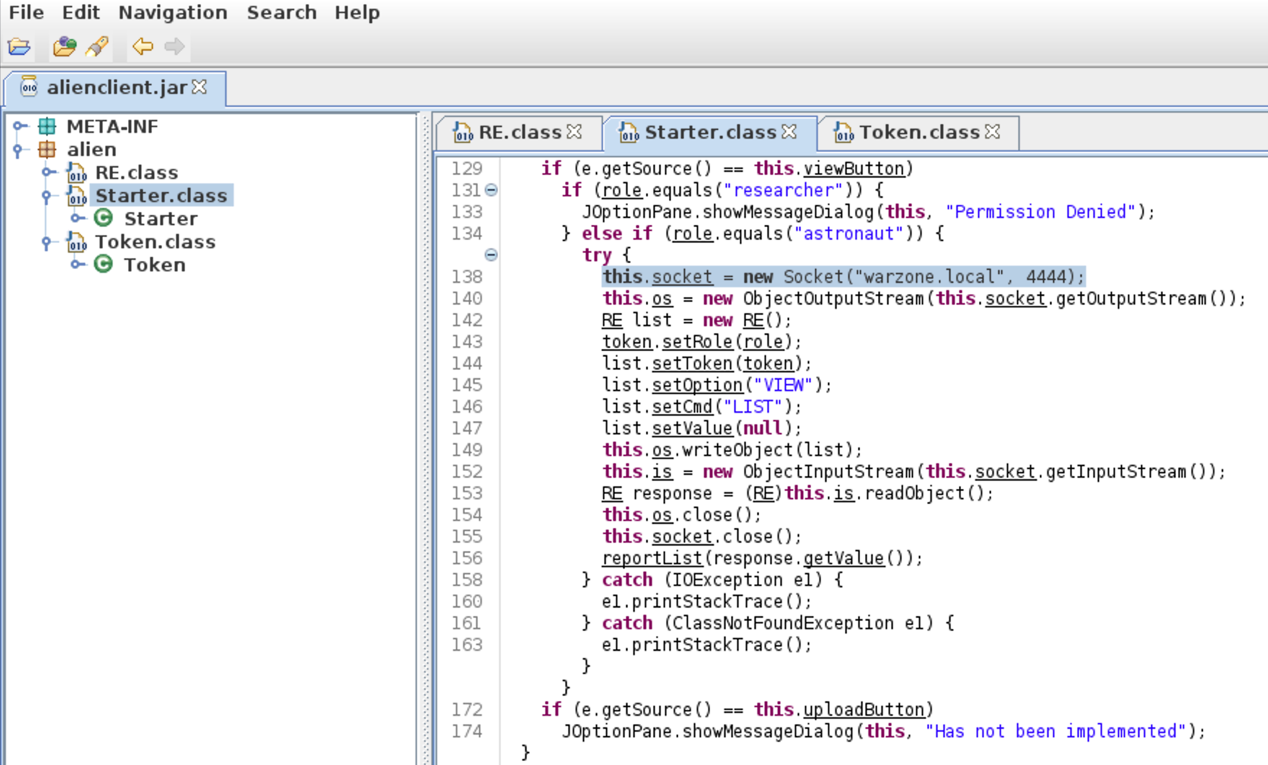 File Edit Navigation Search Help
alienclient.jar
META-INF
alien
RE.class
Starter.class
Starter
Token.class
Token
RE.class Starter.class Token.class
129 if (e.getSource() == this.viewButton)
131 if (role.equals("researcher")) {
133 JOptionPane.showMessageDialog(this, "Permission Denied");
134 } else if (role.equals("astronaut")) {
try {
138 this.socket = new Socket("warzone.local", 4444);
140 this.os = new ObjectOutputStream(this.socket.getOutputStream());
142 RE list = new RE();
143 token.setRole(role);
144 list.setToken(token);
145 list.setOption("VIEW");
146 list.setCmd("LIST");
147 list.setValue(null);
149 this.os.writeObject(list);
152 this.is = new ObjectInputStream(this.socket.getInputStream());
153 RE response = (RE)this.is.readObject();
154 this.os.close();
155 this.socket.close();
156 reportList(response.getValue());
158 } catch (IOException e1) {
160 e1.printStackTrace();
161 } catch (ClassNotFoundException e1) {
163 e1.printStackTrace();
}
}
172 if (e.getSource() == this.uploadButton)
174 JOptionPane.showMessageDialog(this, "Has not been implemented");
}